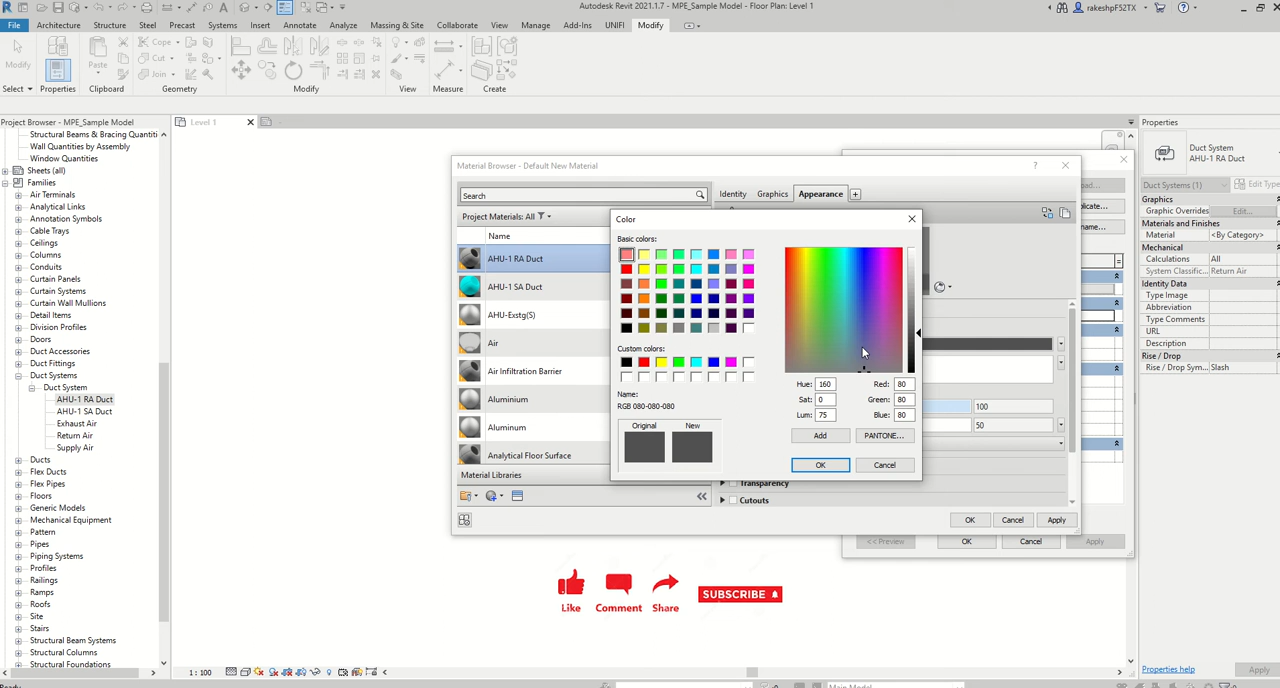 Autodesk Revit 2021.1.7 - MPE_Sample Model - Floor Plan: Level 1
rakeshpF52TX
File Architecture Structure Steel Precast Systems Insert Annotate Analyze Massing & Site Collaborate View Manage Add-Ins UNIFI Modify
Modify
Paste
Cope
Cut
Join
Select Properties Clipboard Geometry Modify View Measure Create
Project Browser - MPE_Sample Model
Structural Beams & Bracing Quantiti
Wall Quantities by Assembly
Window Quantities
Sheets (all)
Families
Air Terminals
Analytical Links
Annotation Symbols
Cable Trays
Ceilings
Columns
Conduits
Curtain Panels
Curtain Systems
Curtain Wall Mullions
Detail Items
Division Profiles
Doors
Duct Accessories
Duct Fittings
Duct Systems
Duct System
AHU-1 RA Duct
AHU-1 SA Duct
Exhaust Air
Return Air
Supply Air
Ducts
Flex Ducts
Flex Pipes
Floors
Generic Models
Mechanical Equipment
Pattern
Pipes
Piping Systems
Profiles
Railings
Ramps
Roofs
Site
Stairs
Structural Beam Systems
Structural Columns
Structural Foundations
Level 1
Material Browser - Default New Material
?
Search
Identity Graphics Appearance +
Project Materials: All
Name
AHU-1 RA Duct
AHU-1 SA Duct
AHU-Exstg(S)
Air
Air Infiltration Barrier
Aluminium
Aluminum
Analytical Floor Surface
Material Libraries
100
50
Transparency
Cutouts
OK Cancel Apply
Color
Basic colors:
Custom colors:
Name:
RGB 080-080-080
Original New
Hue: 160 Red: 80
Sat: 0 Green: 80
Lum: 75 Blue: 80
Add PANTONE...
OK Cancel
<< Preview OK Cancel Apply
Like Comment Share SUBSCRIBE
Properties
Duct System
AHU-1 RA Duct
Duct Systems (1) Edit Type
Graphics
Graphic Overrides Edit...
Materials and Finishes
Material <By Category>
Mechanical
Calculations All
System Classific... Return Air
Identity Data
Type Image
Abbreviation
Type Comments
URL
Description
Rise / Drop
Rise / Drop Sym... Slash
Properties help Apply
1 : 100
Ready
Main Model